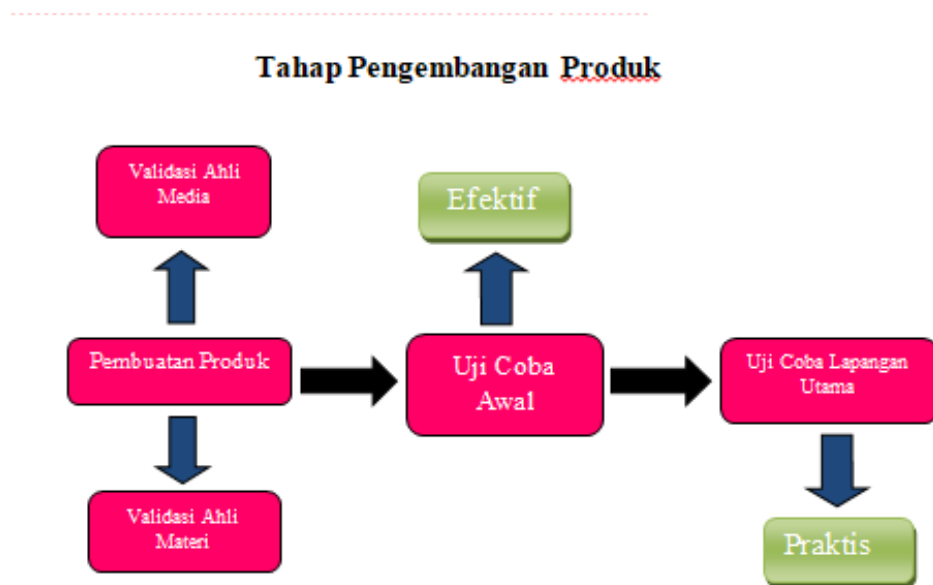 Tahap Pengembangan Produk
Validasi Ahli
Media
Efektif
Pembuatan Produk
Uji Coba
Awal
Uji Coba Lapangan
Utama
Validasi Ahli
Materi
Praktis